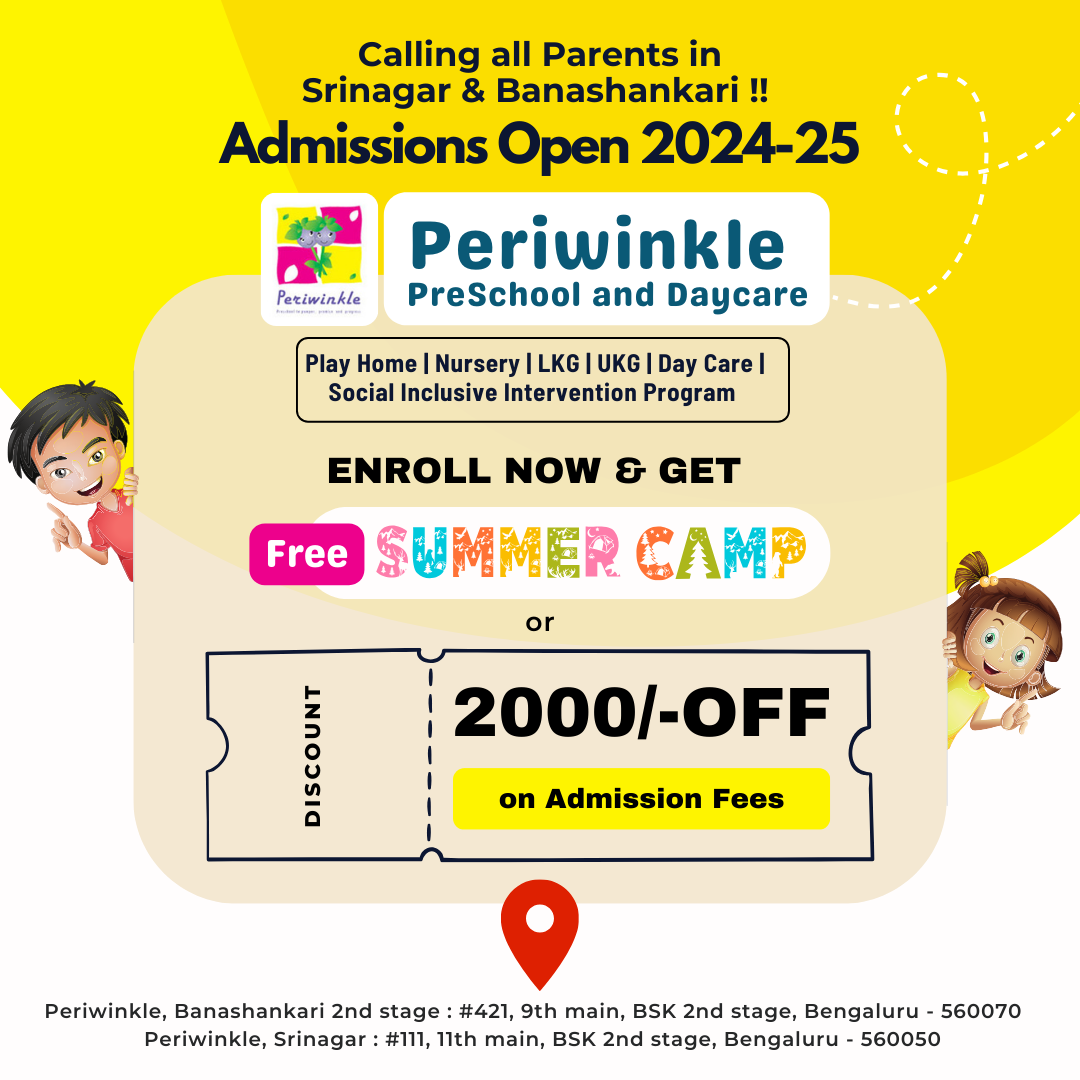 Calling all Parents in
Srinagar & Banashankari !!
Admissions Open 2024-25
Periwinkle
PreSchool and Daycare
Periwinkle
Play Home | Nursery | LKG | UKG | Day Care |
Social Inclusive Intervention Program
ENROLL NOW & GET
Free SUMMER CAMP
or
DISCOUNT
2000/-OFF
on Admission Fees
Periwinkle, Banashankari 2nd stage : #421, 9th main, BSK 2nd stage, Bengaluru - 560070
Periwinkle, Srinagar : #111, 11th main, BSK 2nd stage, Bengaluru - 560050